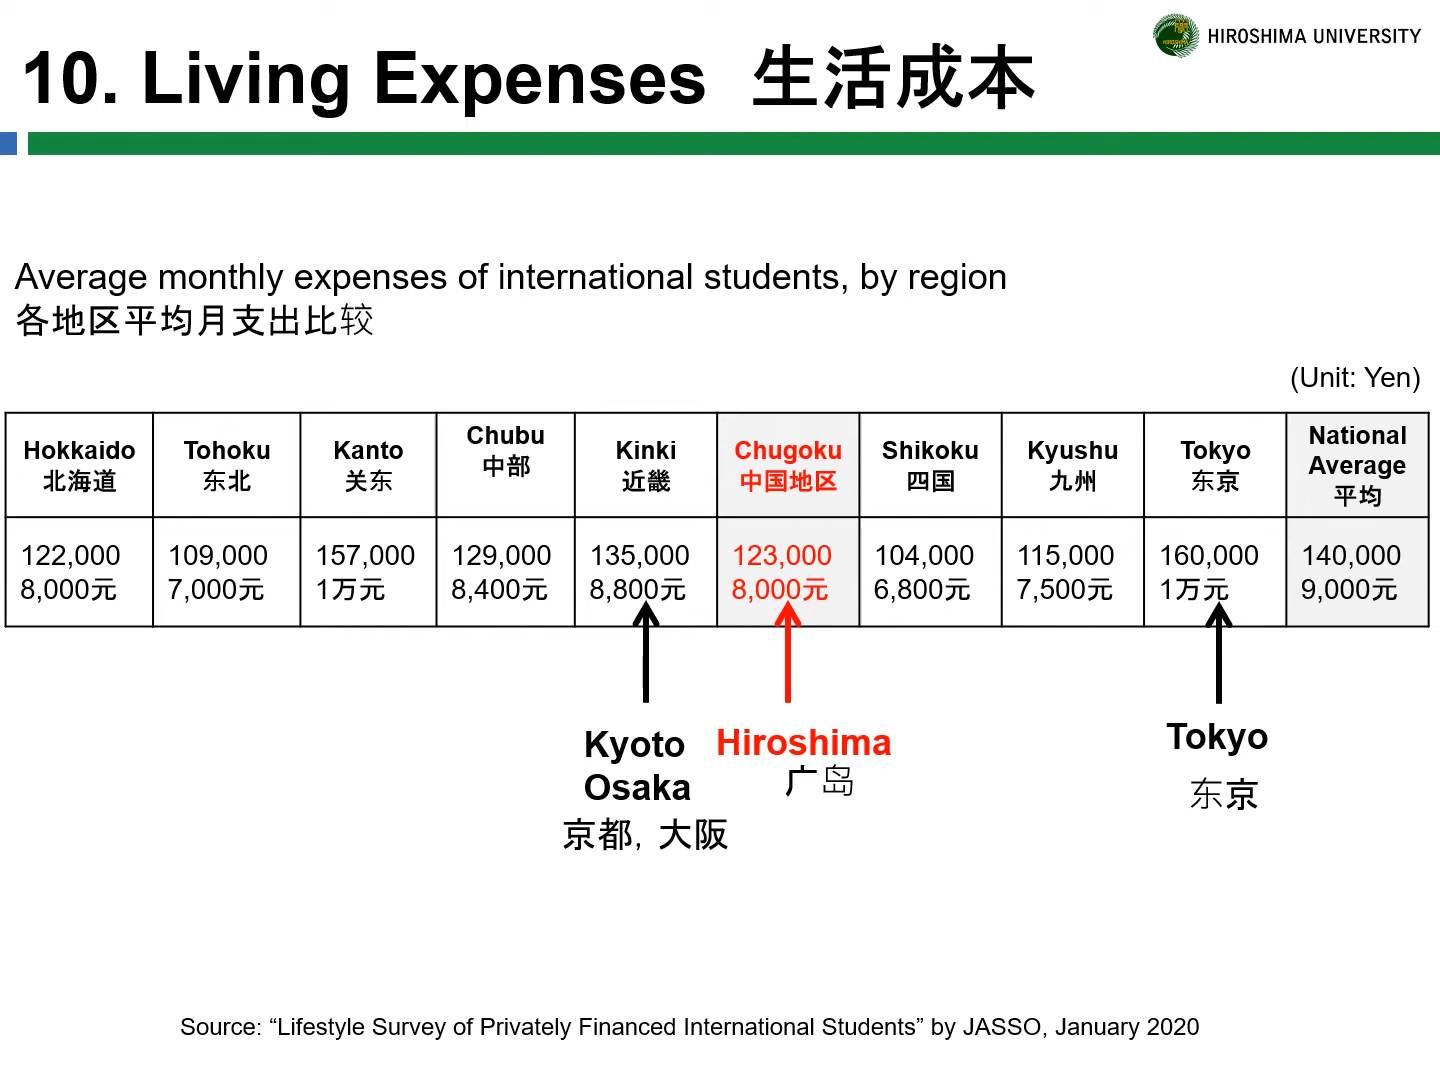 HIROSHIMA UNIVERSITY
10. Living Expenses 生活成本
Average monthly expenses of international students, by region
各地区平均月支出比较
(Unit: Yen)
Hokkaido
北海道
Tohoku
东北
Kanto
关东
Chubu
中部
Kinki
近畿
Chugoku
中国地区
Shikoku
四国
Kyushu
九州
Tokyo
东京
National
Average
平均
122,000
8,000元
109,000
7,000元
157,000
1万元
129,000
8,400元
135,000
8,800元
123,000
8,000元
104,000
6,800元
115,000
7,500元
160,000
1万元
140,000
9,000元
Kyoto
Osaka
京都，大阪
Hiroshima
广岛
Tokyo
东京
Source: “Lifestyle Survey of Privately Financed International Students” by JASSO, January 2020